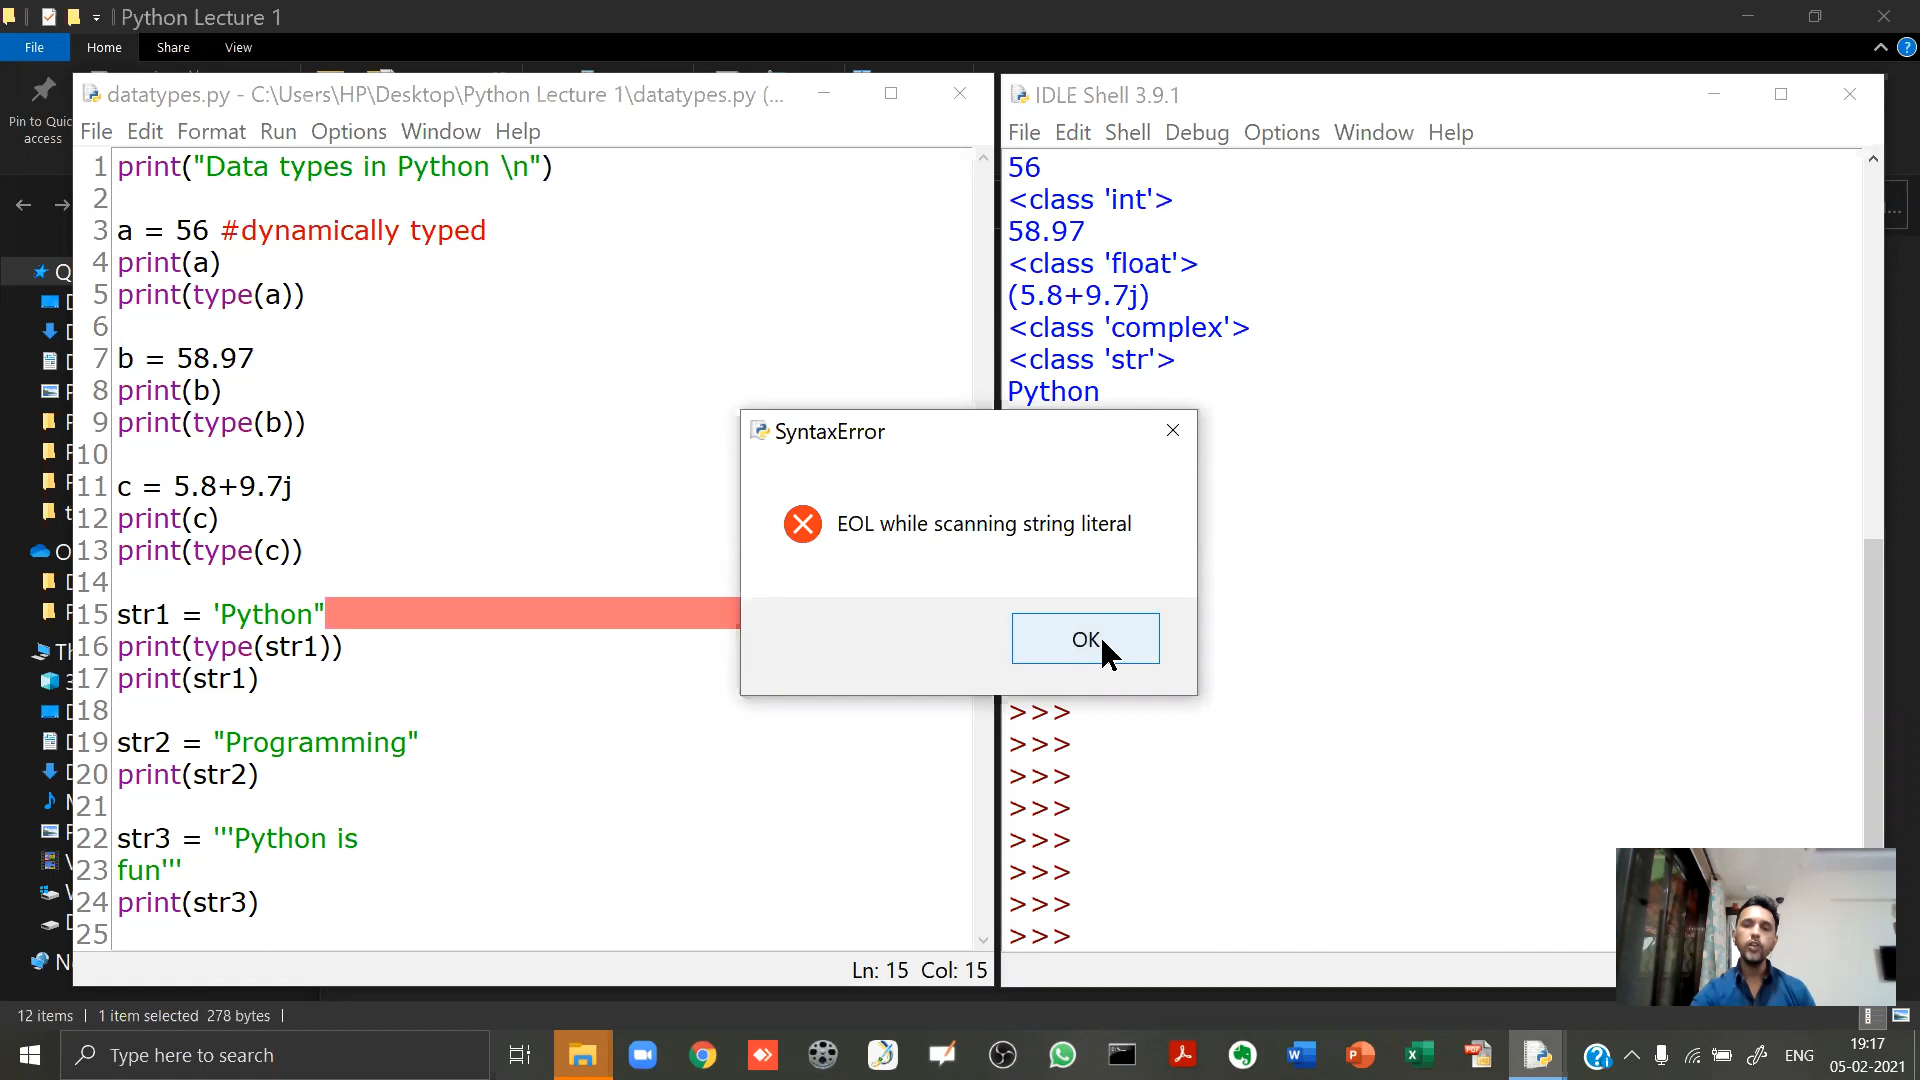 Python Lecture 1
File Home Share View
Pin to Quic
access
datatypes.py - C:\Users\HP\Desktop\Python Lecture 1\datatypes.py (...
File Edit Format Run Options Window Help
1 print("Data types in Python \n")
2
3 a = 56 #dynamically typed
4 print(a)
5 print(type(a))
6
7 b = 58.97
8 print(b)
9 print(type(b))
10
11 c = 5.8+9.7j
12 print(c)
13 print(type(c))
14
15 str1 = 'Python"
16 print(type(str1))
17 print(str1)
18
19 str2 = "Programming"
20 print(str2)
21
22 str3 = '''Python is
23 fun'''
24 print(str3)
25
Ln: 15 Col: 15
IDLE Shell 3.9.1
File Edit Shell Debug Options Window Help
56
<class 'int'>
58.97
<class 'float'>
(5.8+9.7j)
<class 'complex'>
<class 'str'>
Python
>>>
>>>
>>>
>>>
>>>
>>>
>>>
>>>
SyntaxError
EOL while scanning string literal
OK
12 items 1 item selected 278 bytes
Type here to search
ENG
19:17
05-02-2021